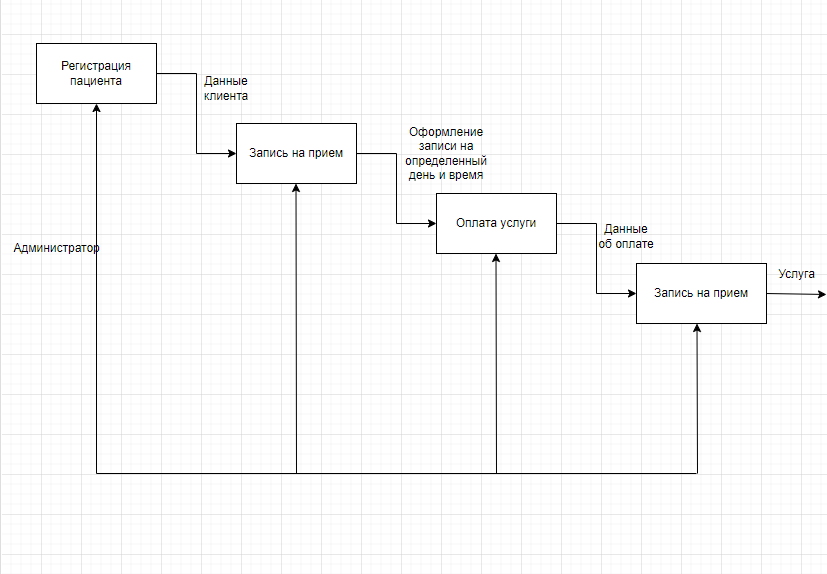 Регистрация
пациента
Данные
клиента
Запись на прием
Оформление
записи на
определенный
день и время
Оплата услуги
Данные
об оплате
Администратор
Запись на прием
Услуга